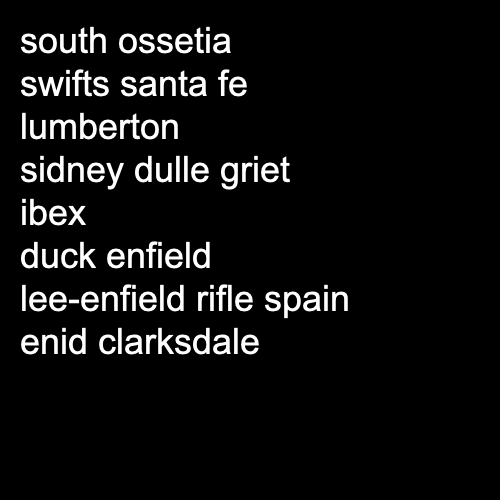 south ossetia
swifts santa fe
lumberton
sidney dulle griet
ibex
duck enfield
lee-enfield rifle spain
enid clarksdale